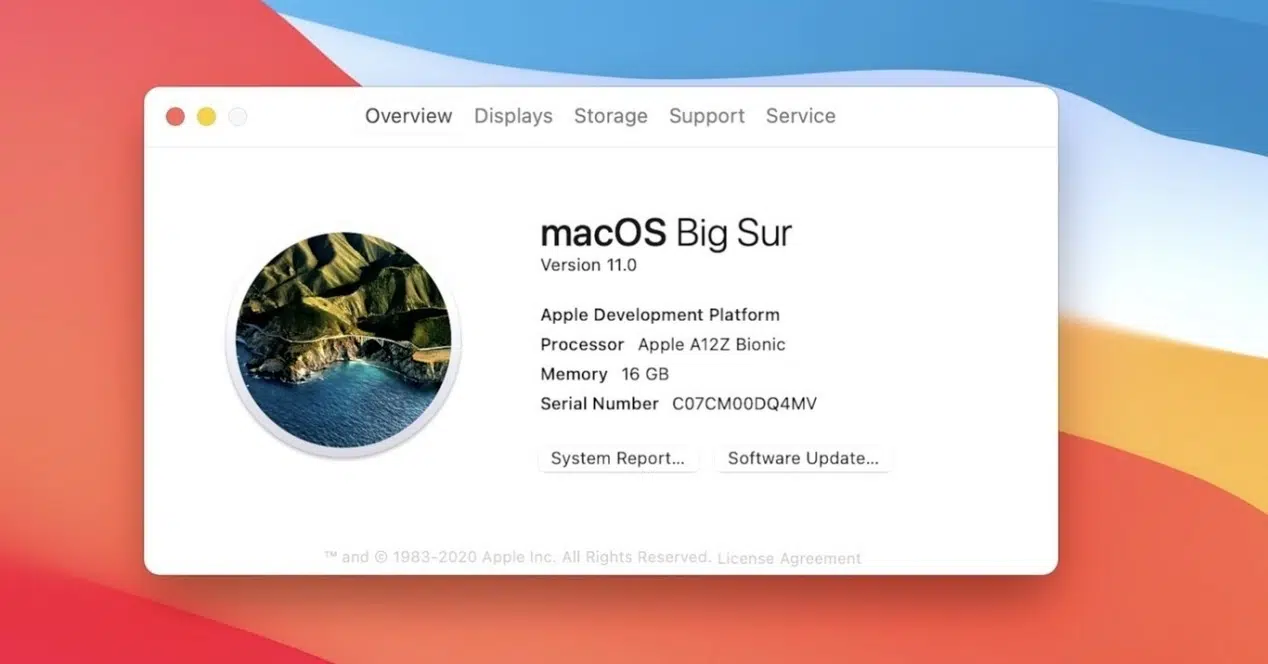 Overview Displays Storage Support Service
macOS Big Sur
Version 11.0
Apple Development Platform
Processor Apple A12Z Bionic
Memory 16 GB
Serial Number C07CM00DQ4MV
System Report... Software Update...
™ and © 1983-2020 Apple Inc. All Rights Reserved. License Agreement